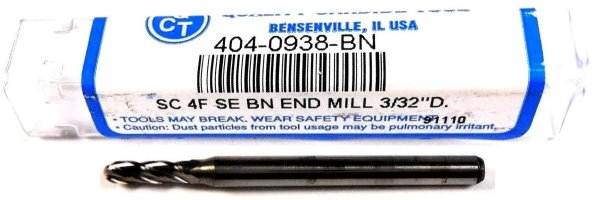 CT
BENSENVILLE, IL USA
404-0938-BN
SC 4F SE BN END MILL 3/32"D.
• TOOLS MAY BREAK. WEAR SAFETY EQUIPMENT.
91110
• Caution: Dust particles from tool usage may be pulmonary irritant.